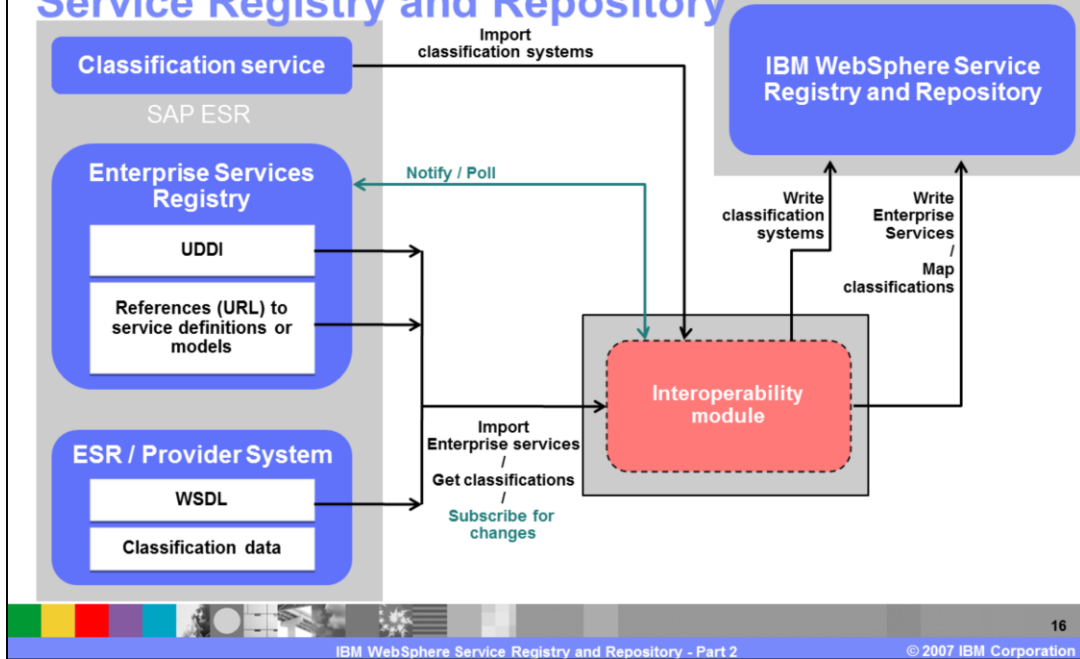 Service Registry and Repository
Classification service
SAP ESR
Enterprise Services
Registry
UDDI
References (URL) to
service definitions or
models
ESR / Provider System
WSDL
Classification data
Import
classification systems
Notify / Poll
Import
Enterprise services
/
Get classifications
/
Subscribe for
changes
Interoperability
module
Write
classification
systems
Write
Enterprise
Services
/
Map
classifications
IBM WebSphere Service
Registry and Repository
16
IBM WebSphere Service Registry and Repository - Part 2
© 2007 IBM Corporation